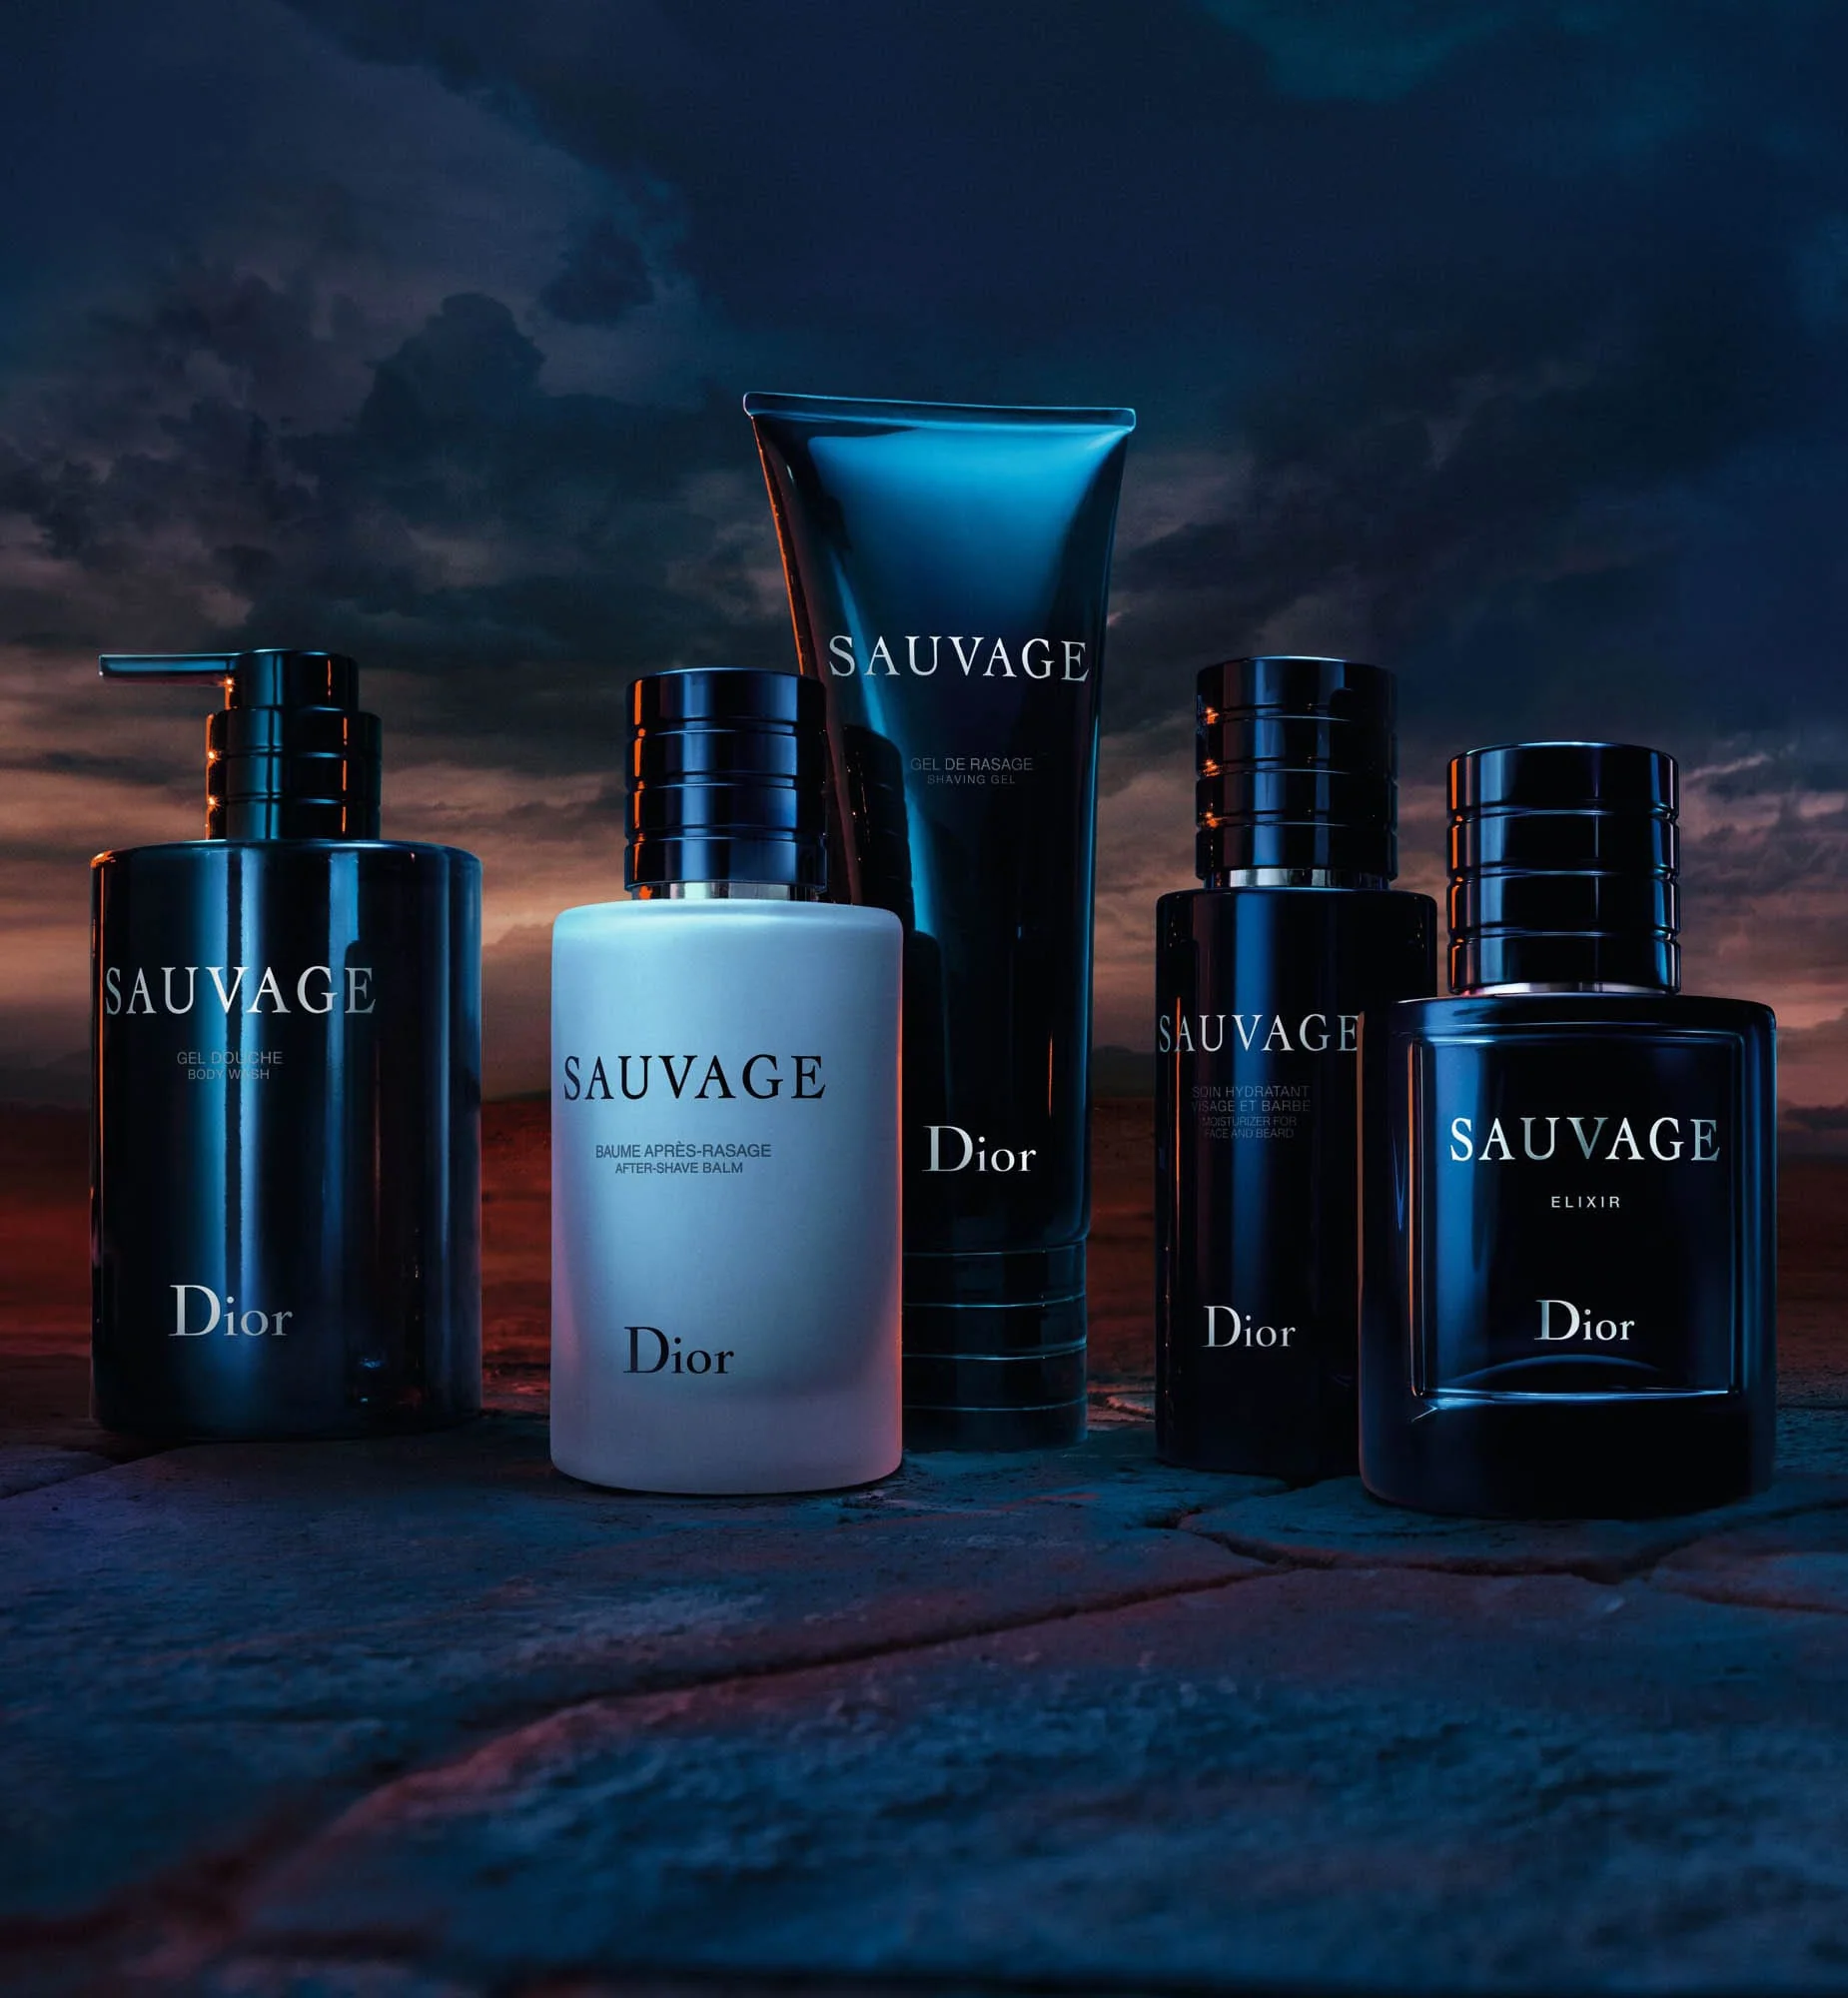 SAUVAGE
GEL DOUCHE
BODY WASH
Dior
SAUVAGE
BAUME APRÈS-RASAGE
AFTER-SHAVE BALM
Dior
SAUVAGE
GEL DE RASAGE
SHAVING GEL
Dior
SAUVAGE
SOIN HYDRATANT
VISAGE ET BARBE
MOISTURIZER FOR
FACE AND BEARD
Dior
SAUVAGE
ELIXIR
Dior